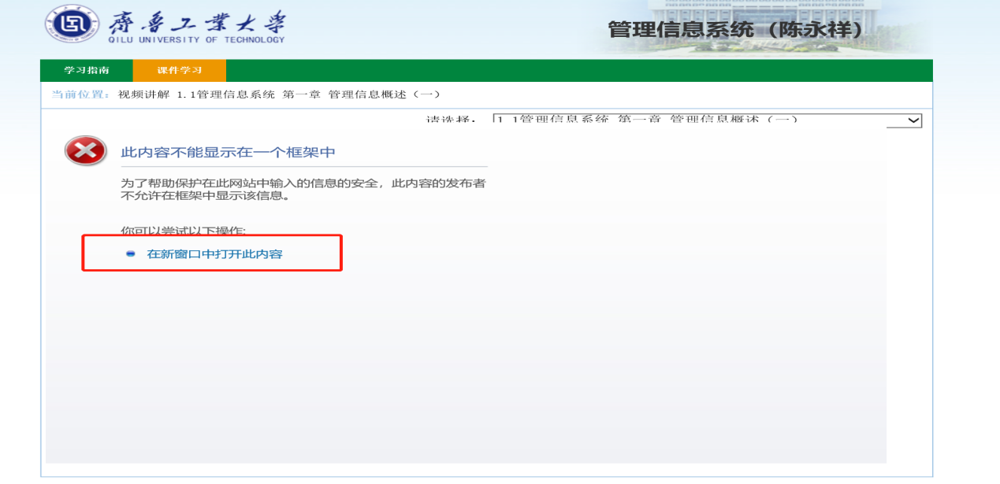 齊魯工業大學
QILU UNIVERSITY OF TECHNOLOGY
管理信息系统（陈永祥）
学习指南 课件学习
当前位置：视频讲解 1.1管理信息系统 第一章 管理信息概述（一）
请选择： 1.1管理信息系统 第一章 管理信息概述（一）
此内容不能显示在一个框架中
为了帮助保护在此网站中输入的信息的安全，此内容的发布者
不允许在框架中显示该信息。
你可以尝试以下操作:
在新窗口中打开此内容